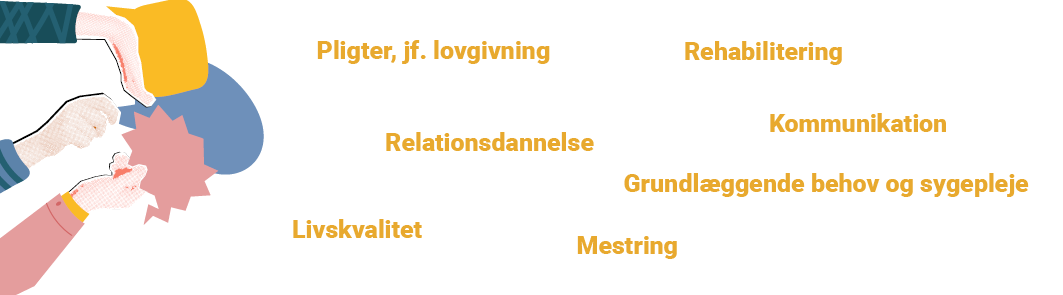 Pligter, jf. lovgivning
Rehabilitering
Kommunikation
Relationsdannelse
Grundlæggende behov og sygepleje
Livskvalitet
Mestring